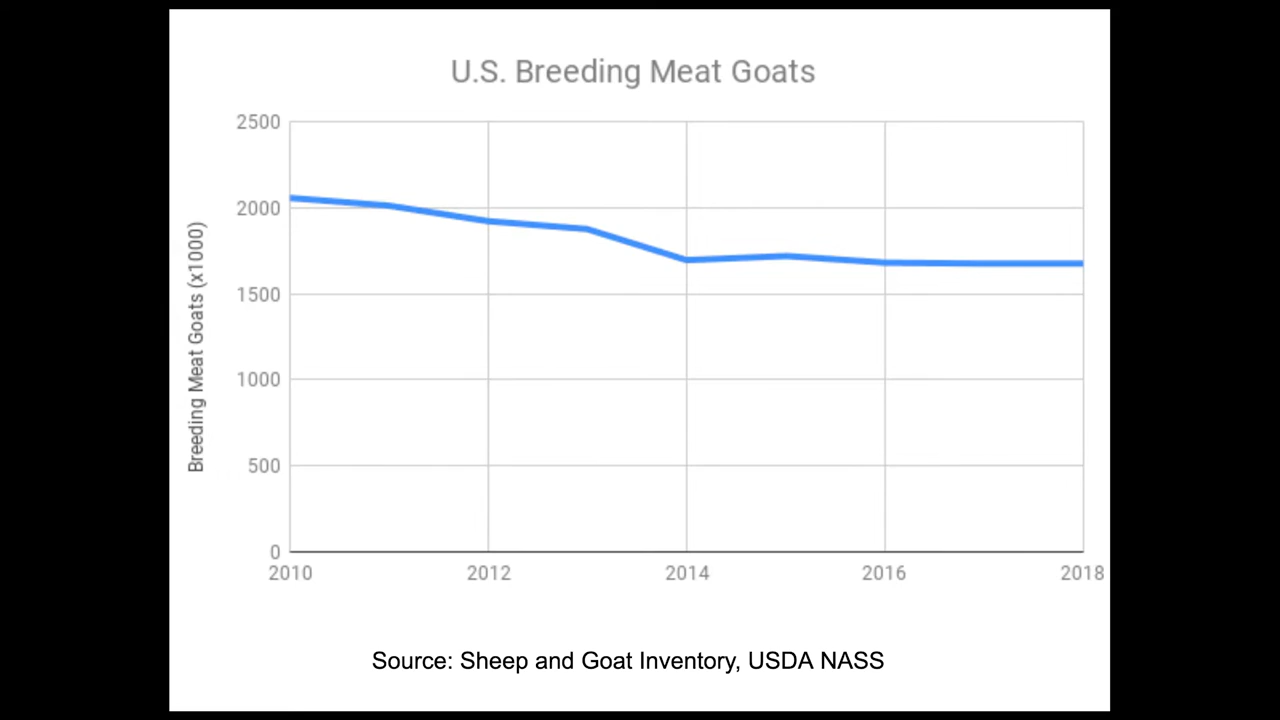 U.S. Breeding Meat Goats
2500
2000
1500
1000
500
0
Breeding Meat Goats (x1000)
2010 2012 2014 2016 2018
Source: Sheep and Goat Inventory, USDA NASS